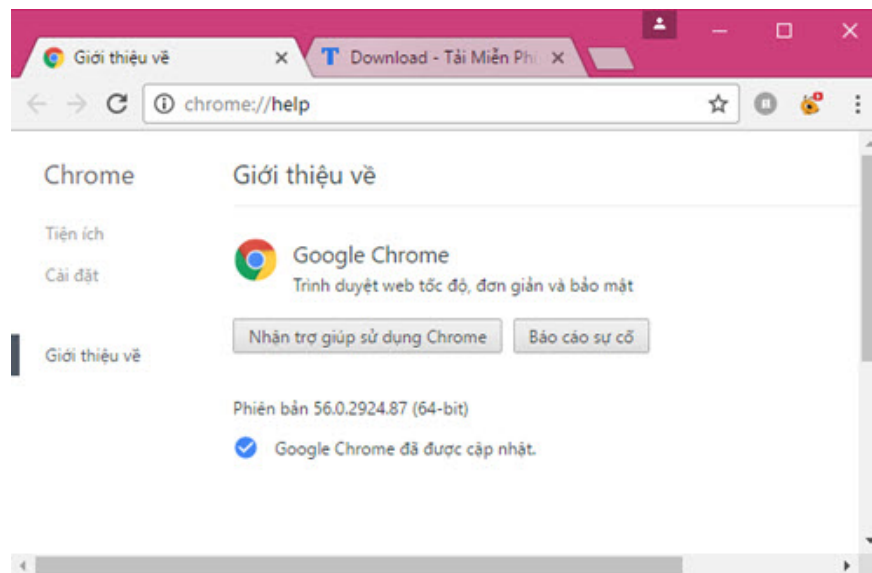 Giới thiệu về
Download - Tải Miễn Phí
chrome://help
Chrome
Giới thiệu về
Tiện ích
Cài đặt
Giới thiệu về
Google Chrome
Trình duyệt web tốc độ, đơn giản và bảo mật
Nhận trợ giúp sử dụng Chrome
Báo cáo sự cố
Phiên bản 56.0.2924.87 (64-bit)
Google Chrome đã được cập nhật.